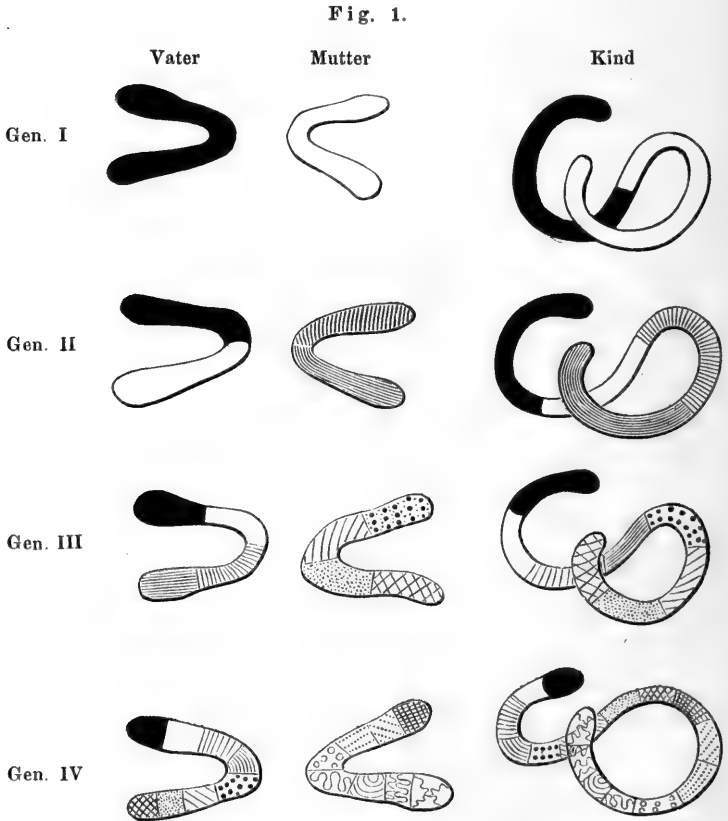 Fig. 1.
Vater Mutter Kind
Gen. I
Gen. II
Gen. III
Gen. IV